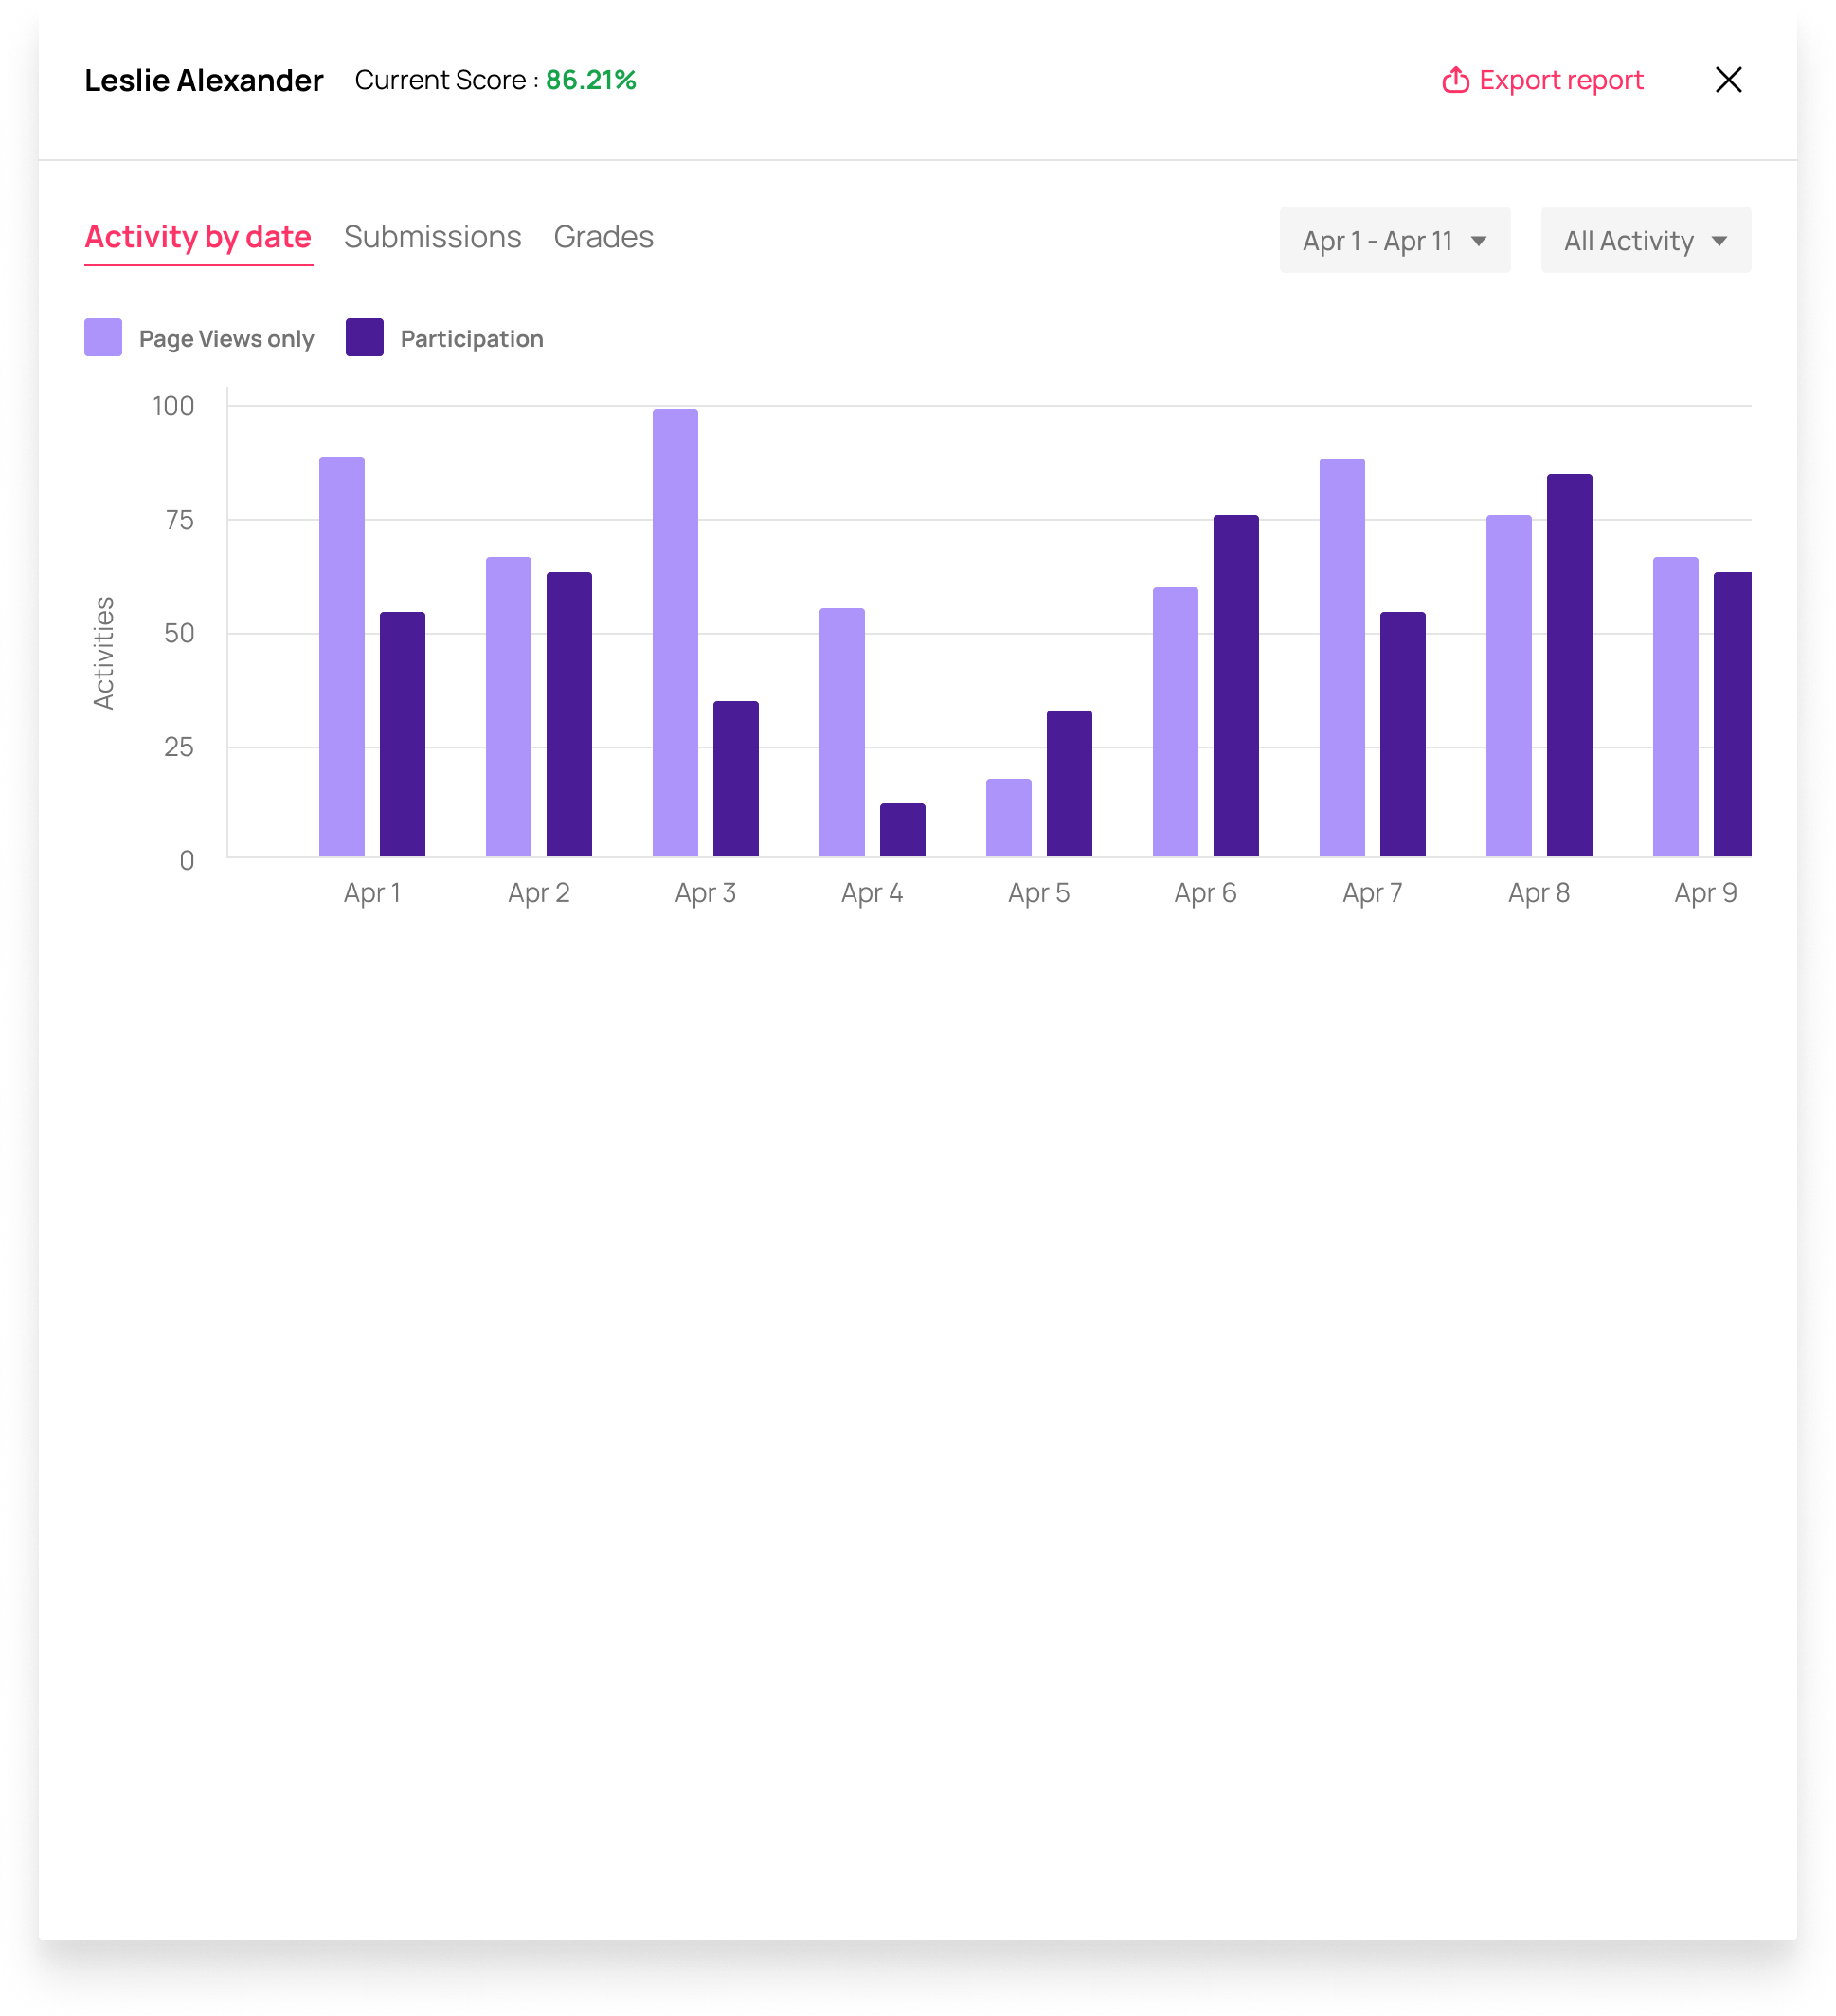 Leslie Alexander Current Score : 86.21% Export report
Activity by date Submissions Grades Apr 1 - Apr 11 All Activity
Page Views only Participation
100
75
50
25
0
Activities
Apr 1 Apr 2 Apr 3 Apr 4 Apr 5 Apr 6 Apr 7 Apr 8 Apr 9